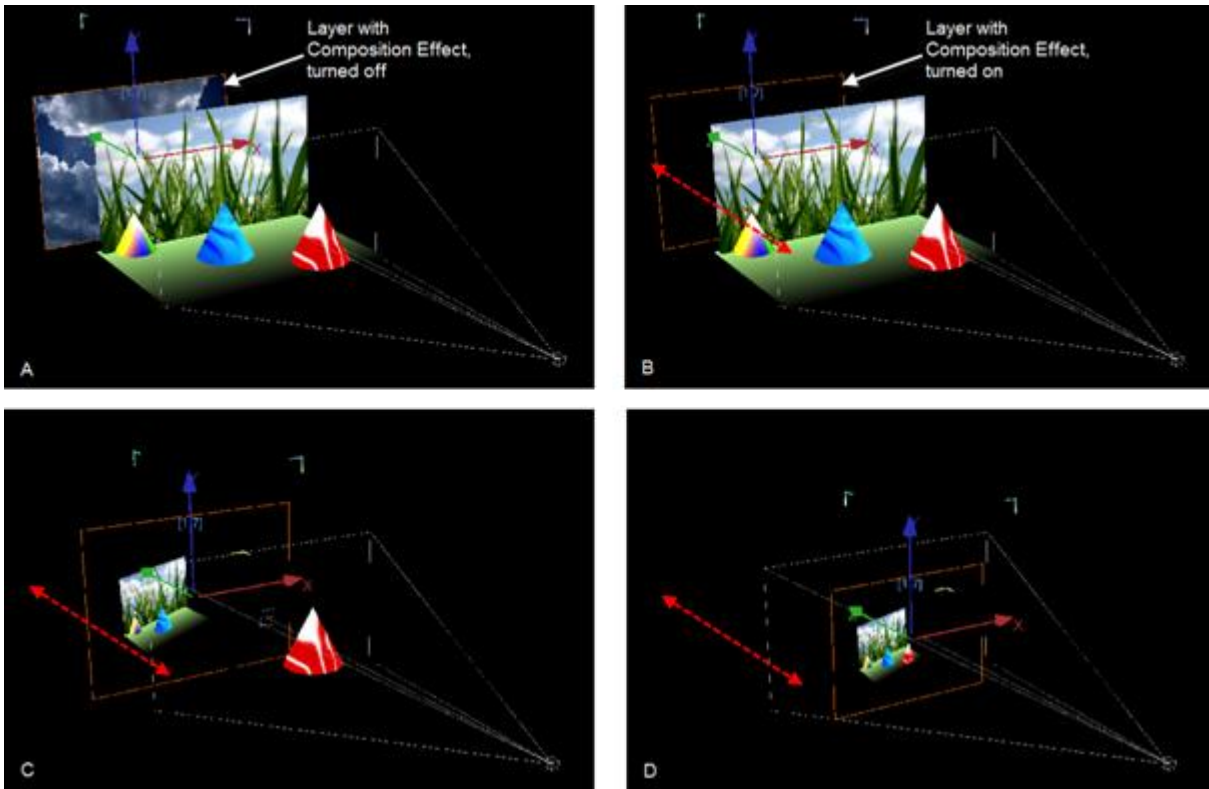 Layer with
Composition Effect,
turned off
Y
X
A
Layer with
Composition Effect,
turned on
X
B
Y
X
C
X
D